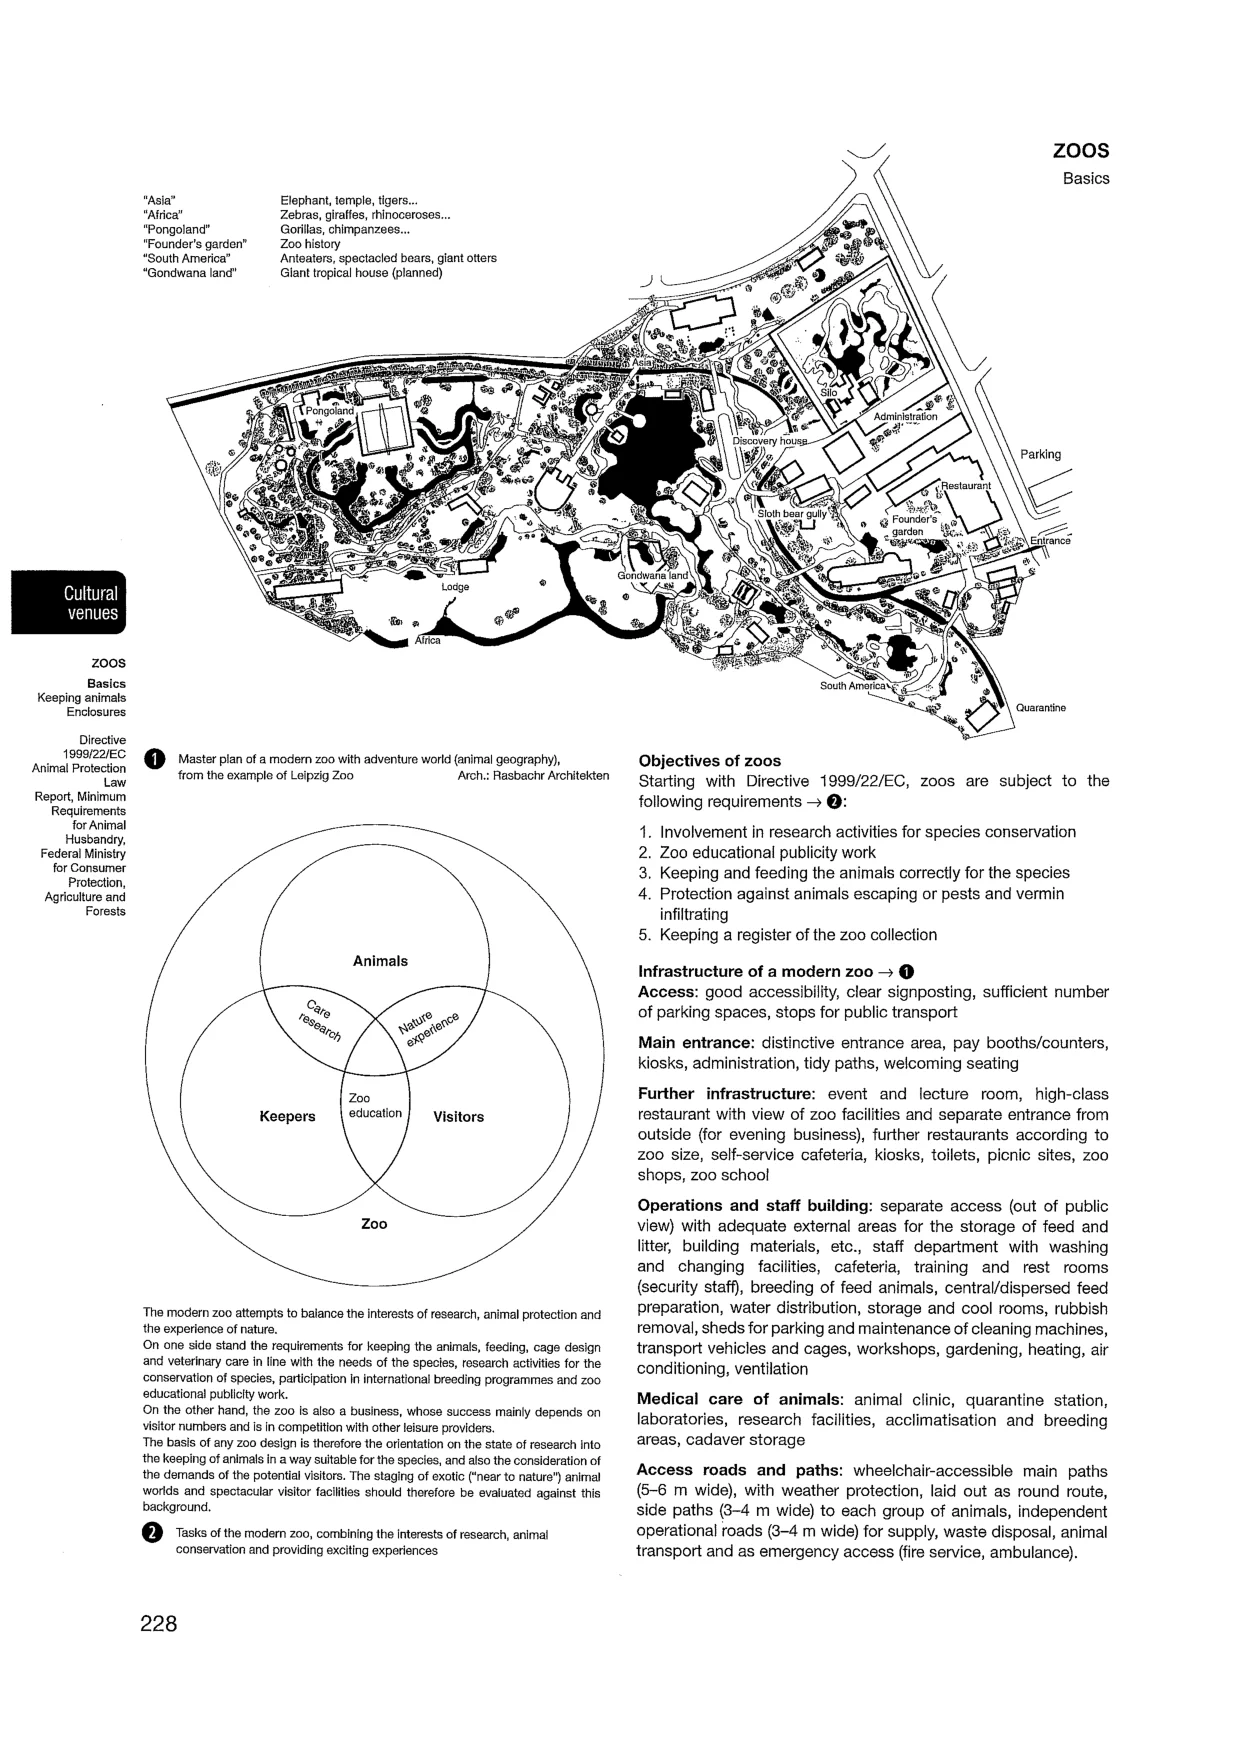 ZOOS
Basics
"Asia" Elephant, temple, tigers...
"Africa" Zebras, giraffes, rhinoceroses...
"Pongoland" Gorillas, chimpanzees...
"Founder's garden" Zoo history
"South America" Anteaters, spectacled bears, giant otters
"Gondwana land" Giant tropical house (planned)
Asia
Pongoland
Silo
Administration
Discovery house
Parking
Restaurant
Sloth bear gully
Founder's
garden
Entrance
Gondwana land
Lodge
Africa
South America
Quarantine
Cultural
venues
ZOOS
Basics
Keeping animals
Enclosures
Directive
1999/22/EC
Animal Protection
Law
Report, Minimum
Requirements
for Animal
Husbandry,
Federal Ministry
for Consumer
Protection,
Agriculture and
Forests
1 Master plan of a modern zoo with adventure world (animal geography),
from the example of Leipzig Zoo Arch.: Rasbachr Architekten
Animals
Care
research
Nature
experience
Zoo
education
Keepers
Visitors
Zoo
The modern zoo attempts to balance the interests of research, animal protection and
the experience of nature.
On one side stand the requirements for keeping the animals, feeding, cage design
and veterinary care in line with the needs of the species, research activities for the
conservation of species, participation in international breeding programmes and zoo
educational publicity work.
On the other hand, the zoo is also a business, whose success mainly depends on
visitor numbers and is in competition with other leisure providers.
The basis of any zoo design is therefore the orientation on the state of research into
the keeping of animals in a way suitable for the species, and also the consideration of
the demands of the potential visitors. The staging of exotic ("near to nature") animal
worlds and spectacular visitor facilities should therefore be evaluated against this
background.
2 Tasks of the modern zoo, combining the interests of research, animal
conservation and providing exciting experiences
Objectives of zoos
Starting with Directive 1999/22/EC, zoos are subject to the
following requirements → 2:
1. Involvement in research activities for species conservation
2. Zoo educational publicity work
3. Keeping and feeding the animals correctly for the species
4. Protection against animals escaping or pests and vermin
infiltrating
5. Keeping a register of the zoo collection
Infrastructure of a modern zoo → 1
Access: good accessibility, clear signposting, sufficient number
of parking spaces, stops for public transport
Main entrance: distinctive entrance area, pay booths/counters,
kiosks, administration, tidy paths, welcoming seating
Further infrastructure: event and lecture room, high-class
restaurant with view of zoo facilities and separate entrance from
outside (for evening business), further restaurants according to
zoo size, self-service cafeteria, kiosks, toilets, picnic sites, zoo
shops, zoo school
Operations and staff building: separate access (out of public
view) with adequate external areas for the storage of feed and
litter, building materials, etc., staff department with washing
and changing facilities, cafeteria, training and rest rooms
(security staff), breeding of feed animals, central/dispersed feed
preparation, water distribution, storage and cool rooms, rubbish
removal, sheds for parking and maintenance of cleaning machines,
transport vehicles and cages, workshops, gardening, heating, air
conditioning, ventilation
Medical care of animals: animal clinic, quarantine station,
laboratories, research facilities, acclimatisation and breeding
areas, cadaver storage
Access roads and paths: wheelchair-accessible main paths
(5–6 m wide), with weather protection, laid out as round route,
side paths (3–4 m wide) to each group of animals, independent
operational roads (3–4 m wide) for supply, waste disposal, animal
transport and as emergency access (fire service, ambulance).
228